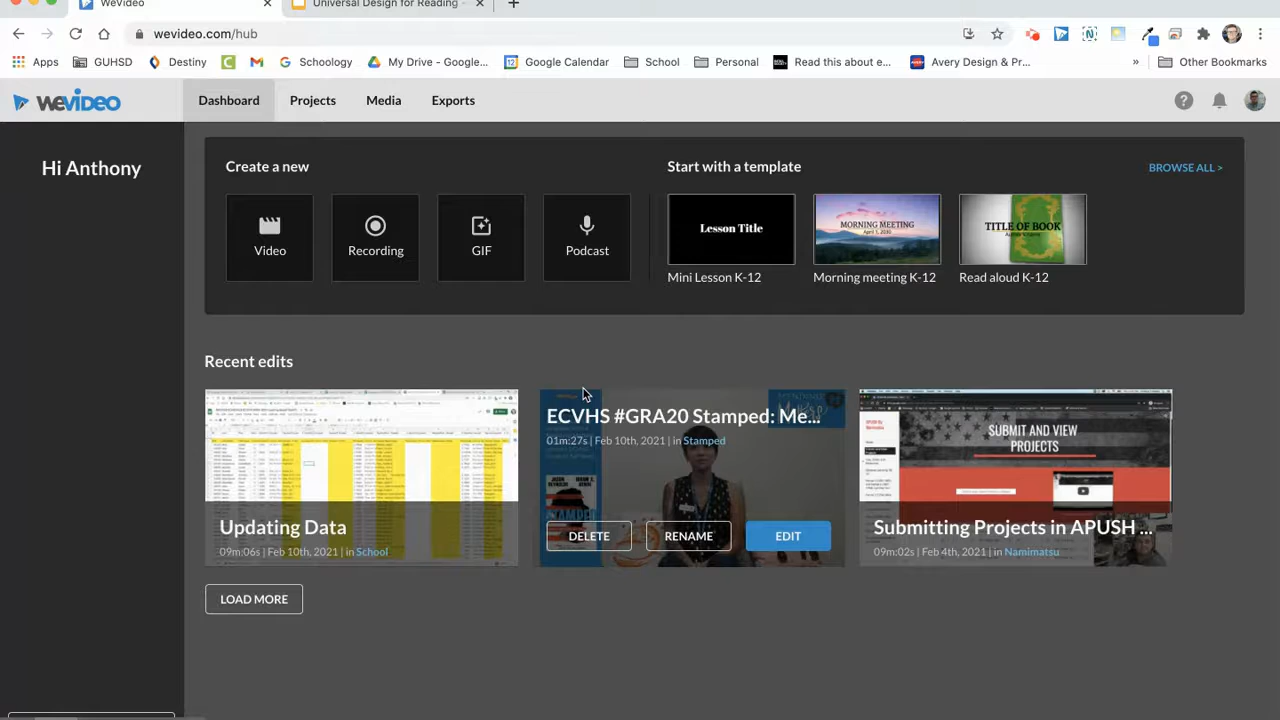 WeVideo
Universal Design for Reading -
wevideo.com/hub
Apps GUHSD Destiny Schoology My Drive - Google... Google Calendar School Personal Read this about e... Avery Design & Pr... » Other Bookmarks
wevideo Dashboard Projects Media Exports
Hi Anthony
Create a new
Video Recording GIF Podcast
Start with a template
BROWSE ALL >
Lesson Title
MORNING MEETING
April 1, 2030
TITLE OF BOOK
Mini Lesson K-12 Morning meeting K-12 Read aloud K-12
Recent edits
Updating Data
09m:06s | Feb 10th, 2021 | in School
ECVHS #GRA20 Stamped: Me...
01m:27s | Feb 10th, 2021 | in Stamped
STAMPED
DELETE RENAME EDIT
SUBMIT AND VIEW
PROJECTS
Submitting Projects in APUSH ...
09m:02s | Feb 4th, 2021 | in Namimatsu
LOAD MORE